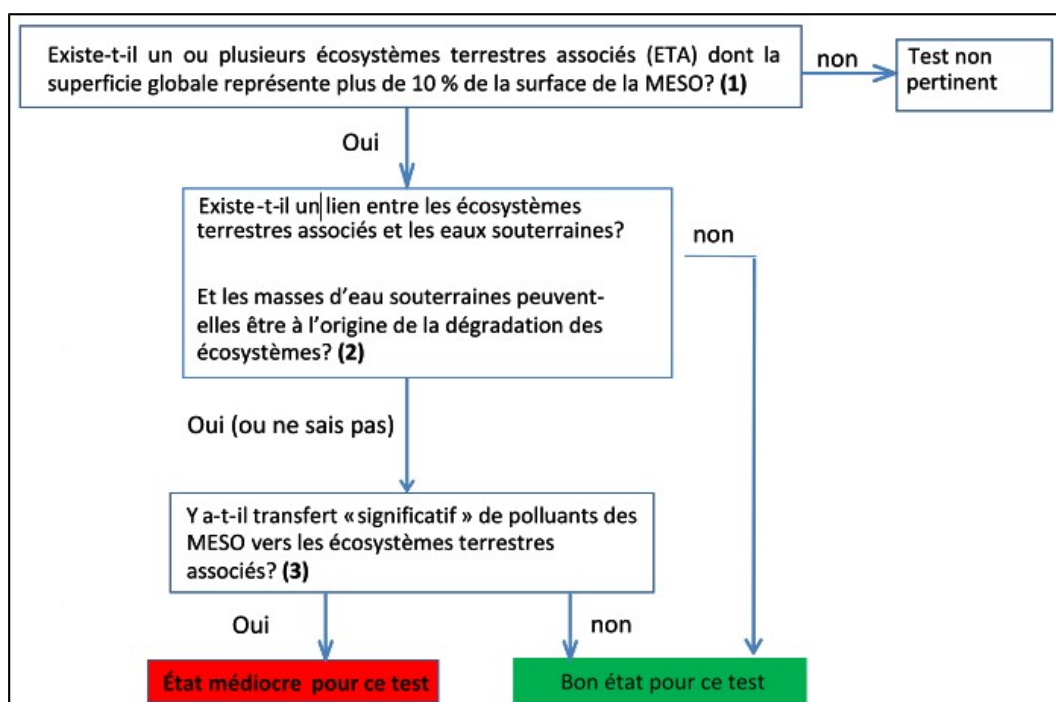 Existe-t-il un ou plusieurs écosystèmes terrestres associés (ETA) dont la
superficie globale représente plus de 10 % de la surface de la MESO? (1)
non
Test non
pertinent
Oui
Existe-t-il un lien entre les écosystèmes
terrestres associés et les eaux souterraines?
non
Et les masses d'eau souterraines peuvent-
elles être à l'origine de la dégradation des
écosystèmes? (2)
Oui (ou ne sais pas)
Y a-t-il transfert « significatif » de polluants des
MESO vers les écosystèmes terrestres
associés? (3)
Oui
non
État médiocre pour ce test
Bon état pour ce test